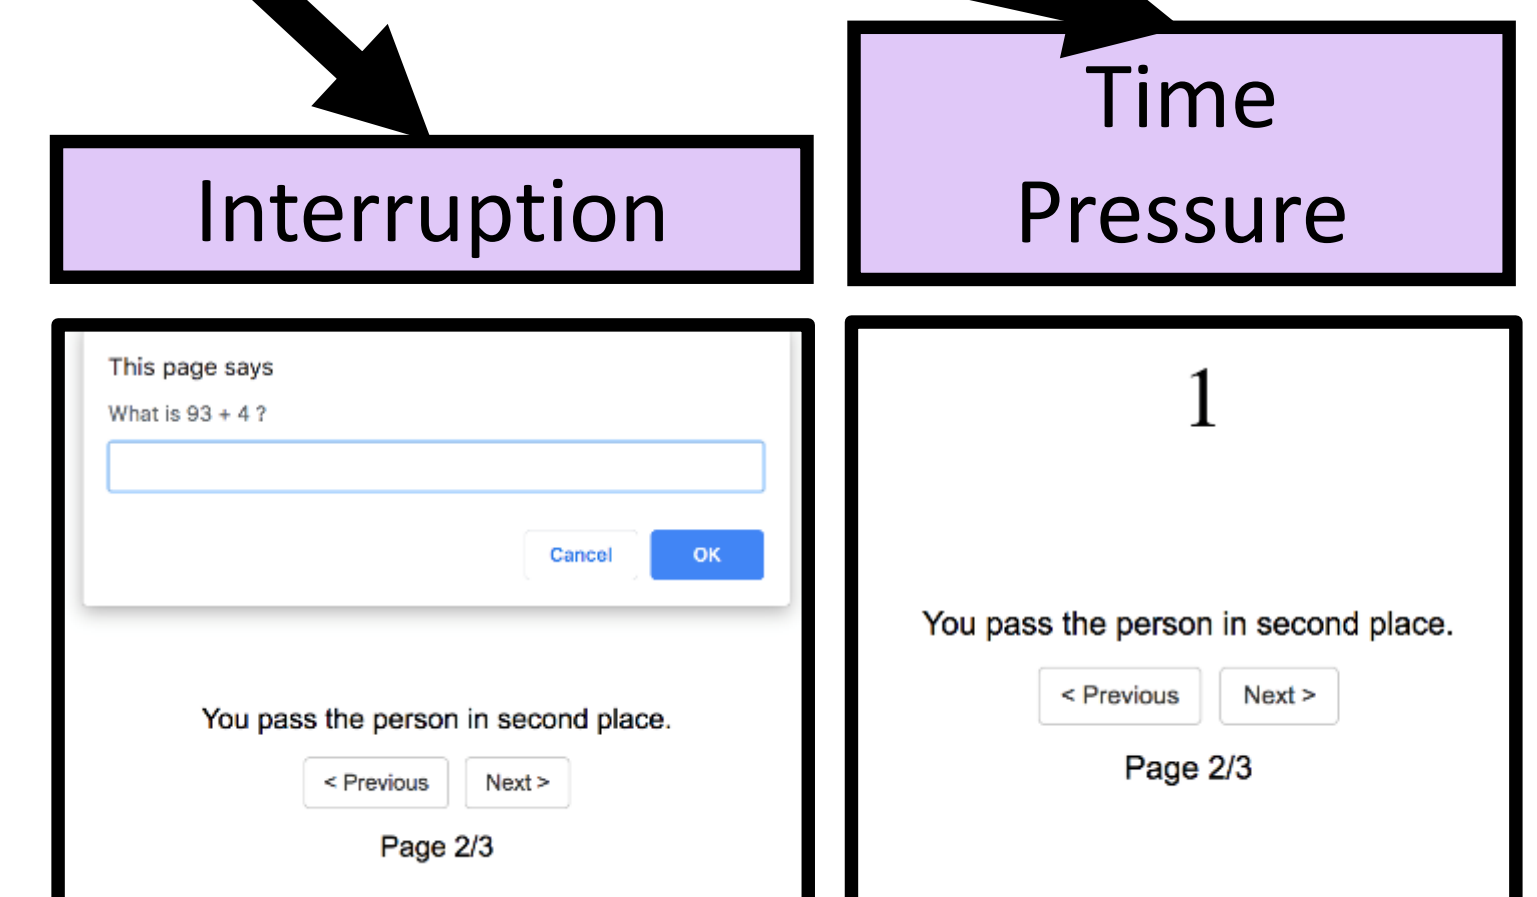 Interruption
This page says
What is 93 + 4 ?
Cancel
OK
You pass the person in second place.
< Previous
Next >
Page 2/3
Time
Pressure
1
You pass the person in second place.
< Previous
Next >
Page 2/3